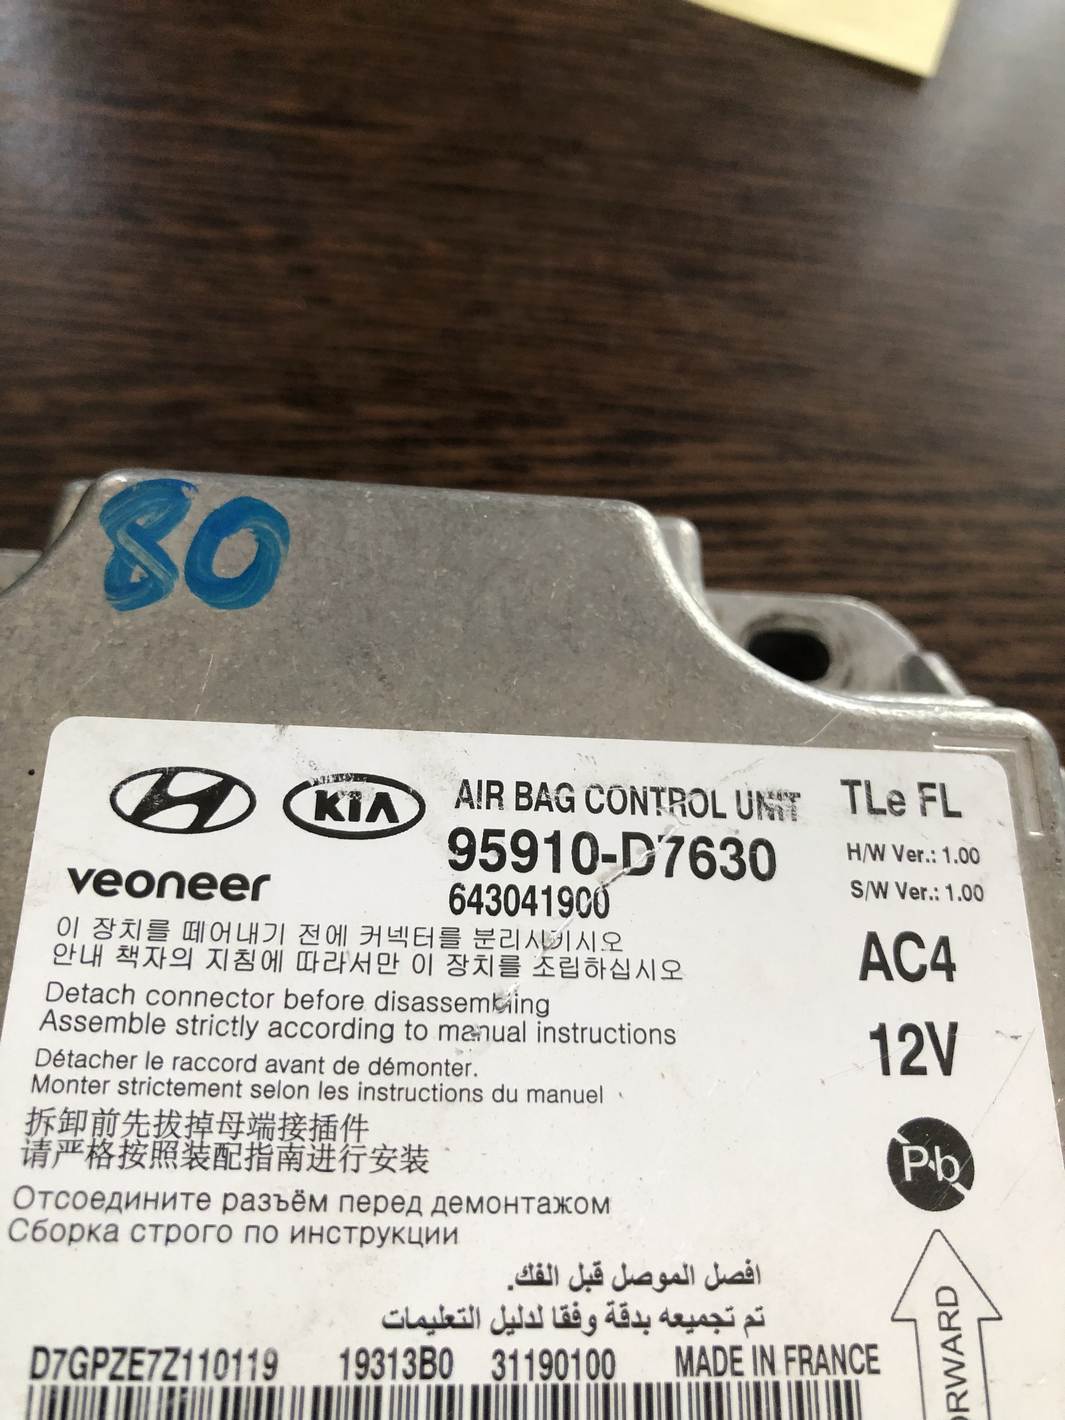 80
KIA
AIR BAG CONTROL UNIT
TLe FL
95910-D7630
H/W Ver.: 1.00
veoneer
643041900
S/W Ver.: 1.00
이 장치를 떼어내기 전에 커넥터를 분리시키시오
안내 책자의 지침에 따라서만 이 장치를 조립하십시오
AC4
Detach connector before disassembling
Assemble strictly according to manual instructions
12V
Détacher le raccord avant de démonter.
Monter strictement selon les instructions du manuel
拆卸前先拔掉母端接插件
请严格按照装配指南进行安装
Pb
Отсоедините разъём перед демонтажом
Сборка строго по инструкции
افصل الموصل قبل الفك.
تم تجميعه بدقة وفقا لدليل التعليمات
D7GPZE7Z110119 19313B0 31190100 MADE IN FRANCE